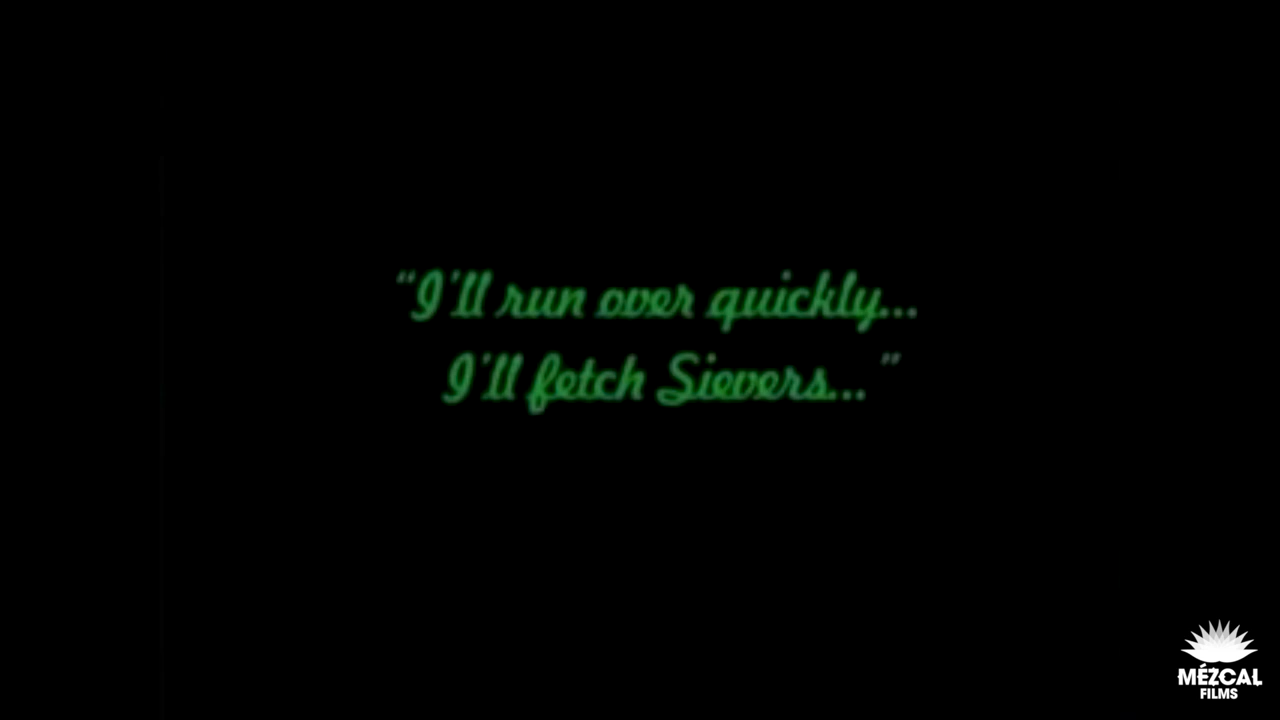 “I'll run over quickly...
I'll fetch Sievers...”
MÉZCAL
FILMS